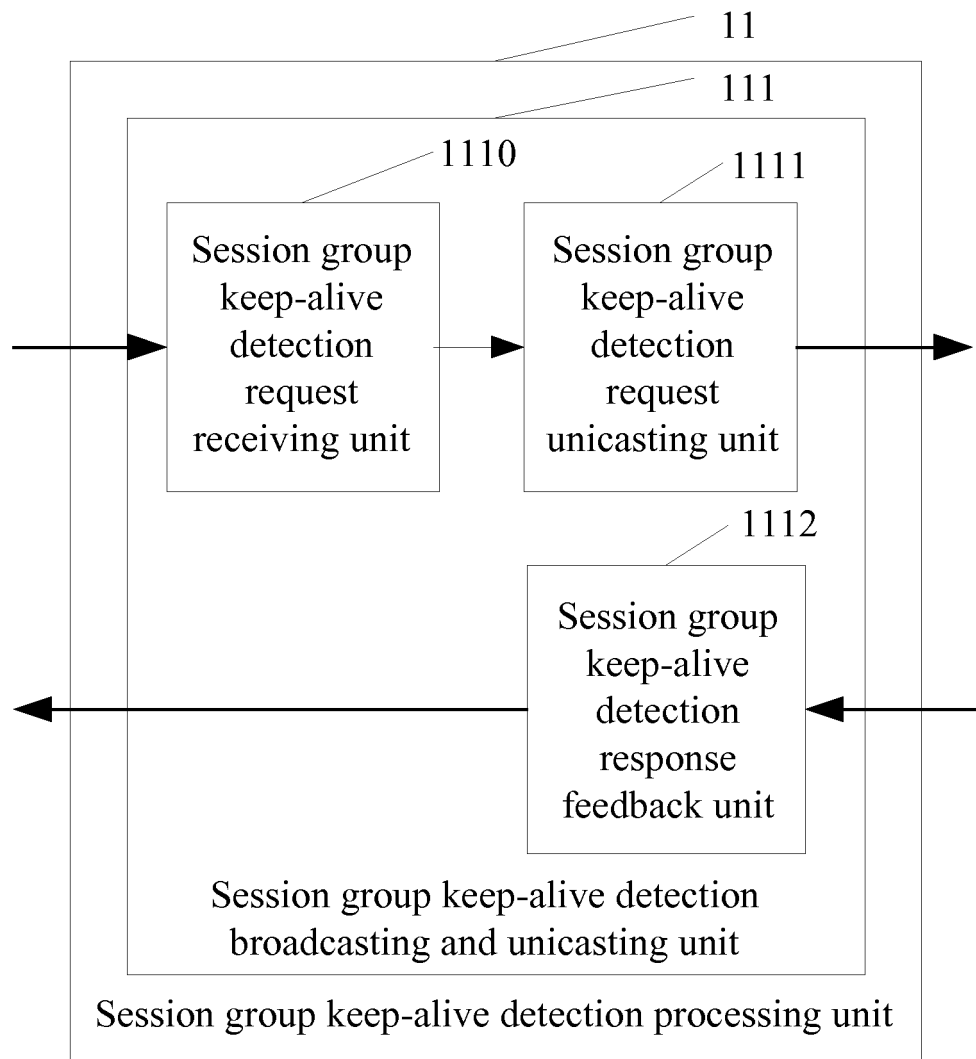 11
111
1110
1111
Session group
keep-alive
detection
request
receiving unit
Session group
keep-alive
detection
request
unicasting unit
1112
Session group
keep-alive
detection
response
feedback unit
Session group keep-alive detection
broadcasting and unicasting unit
Session group keep-alive detection processing unit